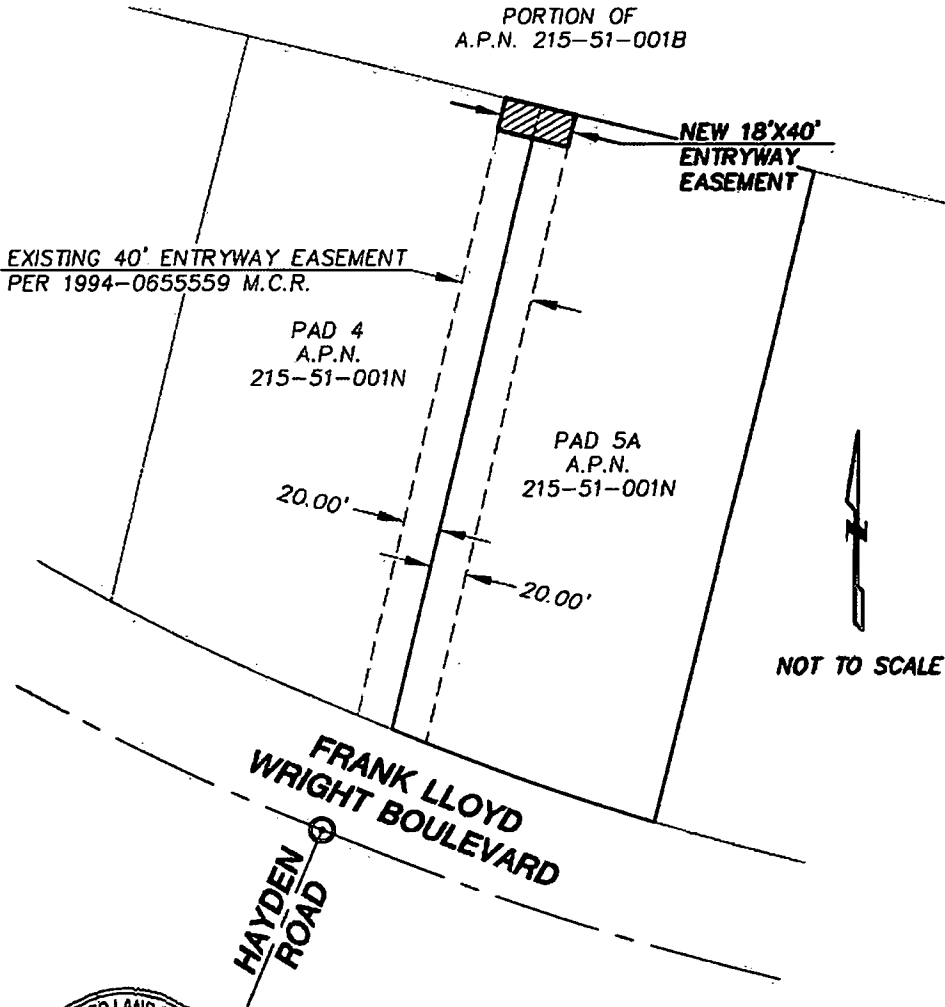 PORTION OF
A.P.N. 215-51-001B
NEW 18'X40'
ENTRYWAY
EASEMENT
EXISTING 40' ENTRYWAY EASEMENT
PER 1994-0655559 M.C.R.
PAD 4
A.P.N.
215-51-001N
PAD 5A
A.P.N.
215-51-001N
20.00'
20.00'
N
NOT TO SCALE
FRANK LLOYD
WRIGHT BOULEVARD
HAYDEN
ROAD
LAND